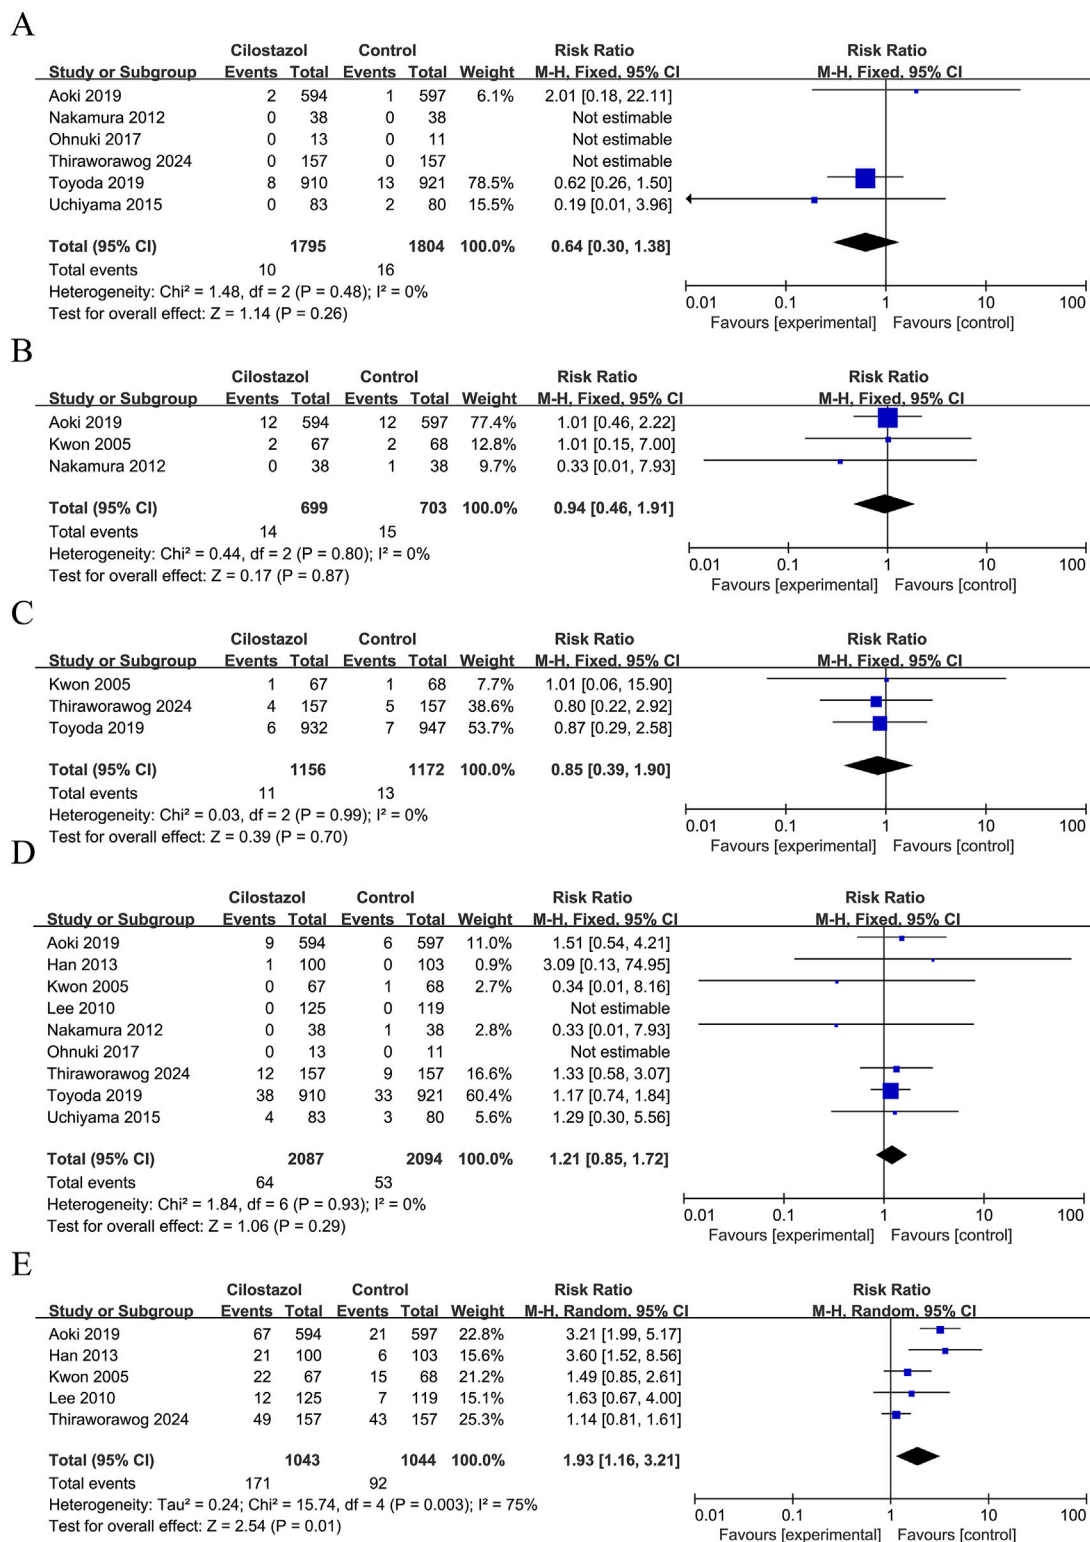 A
Cilostazol Control Risk Ratio Risk Ratio
Study or Subgroup Events Total Events Total Weight M-H, Fixed, 95% CI M-H, Fixed, 95% CI
Aoki 2019 2 594 1 597 6.1% 2.01 [0.18, 22.11]
Nakamura 2012 0 38 0 38 Not estimable
Ohnuki 2017 0 13 0 11 Not estimable
Thiraworawog 2024 0 157 0 157 Not estimable
Toyoda 2019 8 910 13 921 78.5% 0.62 [0.26, 1.50]
Uchiyama 2015 0 83 2 80 15.5% 0.19 [0.01, 3.96]
Total (95% CI) 1795 1804 100.0% 0.64 [0.30, 1.38]
Total events 10 16
Heterogeneity: Chi² = 1.48, df = 2 (P = 0.48); I² = 0%
Test for overall effect: Z = 1.14 (P = 0.26)
0.01 0.1 1 10 100
Favours [experimental] Favours [control]
B
Cilostazol Control Risk Ratio Risk Ratio
Study or Subgroup Events Total Events Total Weight M-H, Fixed, 95% CI M-H, Fixed, 95% CI
Aoki 2019 12 594 12 597 77.4% 1.01 [0.46, 2.22]
Kwon 2005 2 67 2 68 12.8% 1.01 [0.15, 7.00]
Nakamura 2012 0 38 1 38 9.7% 0.33 [0.01, 7.93]
Total (95% CI) 699 703 100.0% 0.94 [0.46, 1.91]
Total events 14 15
Heterogeneity: Chi² = 0.44, df = 2 (P = 0.80); I² = 0%
Test for overall effect: Z = 0.17 (P = 0.87)
0.01 0.1 1 10 100
Favours [experimental] Favours [control]
C
Cilostazol Control Risk Ratio Risk Ratio
Study or Subgroup Events Total Events Total Weight M-H, Fixed, 95% CI M-H, Fixed, 95% CI
Kwon 2005 1 67 1 68 7.7% 1.01 [0.06, 15.90]
Thiraworawog 2024 4 157 5 157 38.6% 0.80 [0.22, 2.92]
Toyoda 2019 6 932 7 947 53.7% 0.87 [0.29, 2.58]
Total (95% CI) 1156 1172 100.0% 0.85 [0.39, 1.90]
Total events 11 13
Heterogeneity: Chi² = 0.03, df = 2 (P = 0.99); I² = 0%
Test for overall effect: Z = 0.39 (P = 0.70)
0.01 0.1 1 10 100
Favours [experimental] Favours [control]
D
Cilostazol Control Risk Ratio Risk Ratio
Study or Subgroup Events Total Events Total Weight M-H, Fixed, 95% CI M-H, Fixed, 95% CI
Aoki 2019 9 594 6 597 11.0% 1.51 [0.54, 4.21]
Han 2013 1 100 0 103 0.9% 3.09 [0.13, 74.95]
Kwon 2005 0 67 1 68 2.7% 0.34 [0.01, 8.16]
Lee 2010 0 125 0 119 Not estimable
Nakamura 2012 0 38 1 38 2.8% 0.33 [0.01, 7.93]
Ohnuki 2017 0 13 0 11 Not estimable
Thiraworawog 2024 12 157 9 157 16.6% 1.33 [0.58, 3.07]
Toyoda 2019 38 910 33 921 60.4% 1.17 [0.74, 1.84]
Uchiyama 2015 4 83 3 80 5.6% 1.29 [0.30, 5.56]
Total (95% CI) 2087 2094 100.0% 1.21 [0.85, 1.72]
Total events 64 53
Heterogeneity: Chi² = 1.84, df = 6 (P = 0.93); I² = 0%
Test for overall effect: Z = 1.06 (P = 0.29)
0.01 0.1 1 10 100
Favours [experimental] Favours [control]
E
Cilostazol Control Risk Ratio Risk Ratio
Study or Subgroup Events Total Events Total Weight M-H, Random, 95% CI M-H, Random, 95% CI
Aoki 2019 67 594 21 597 22.8% 3.21 [1.99, 5.17]
Han 2013 21 100 6 103 15.6% 3.60 [1.52, 8.56]
Kwon 2005 22 67 15 68 21.2% 1.49 [0.85, 2.61]
Lee 2010 12 125 7 119 15.1% 1.63 [0.67, 4.00]
Thiraworawog 2024 49 157 43 157 25.3% 1.14 [0.81, 1.61]
Total (95% CI) 1043 1044 100.0% 1.93 [1.16, 3.21]
Total events 171 92
Heterogeneity: Tau² = 0.24; Chi² = 15.74, df = 4 (P = 0.003); I² = 75%
Test for overall effect: Z = 2.54 (P = 0.01)
0.01 0.1 1 10 100
Favours [experimental] Favours [control]